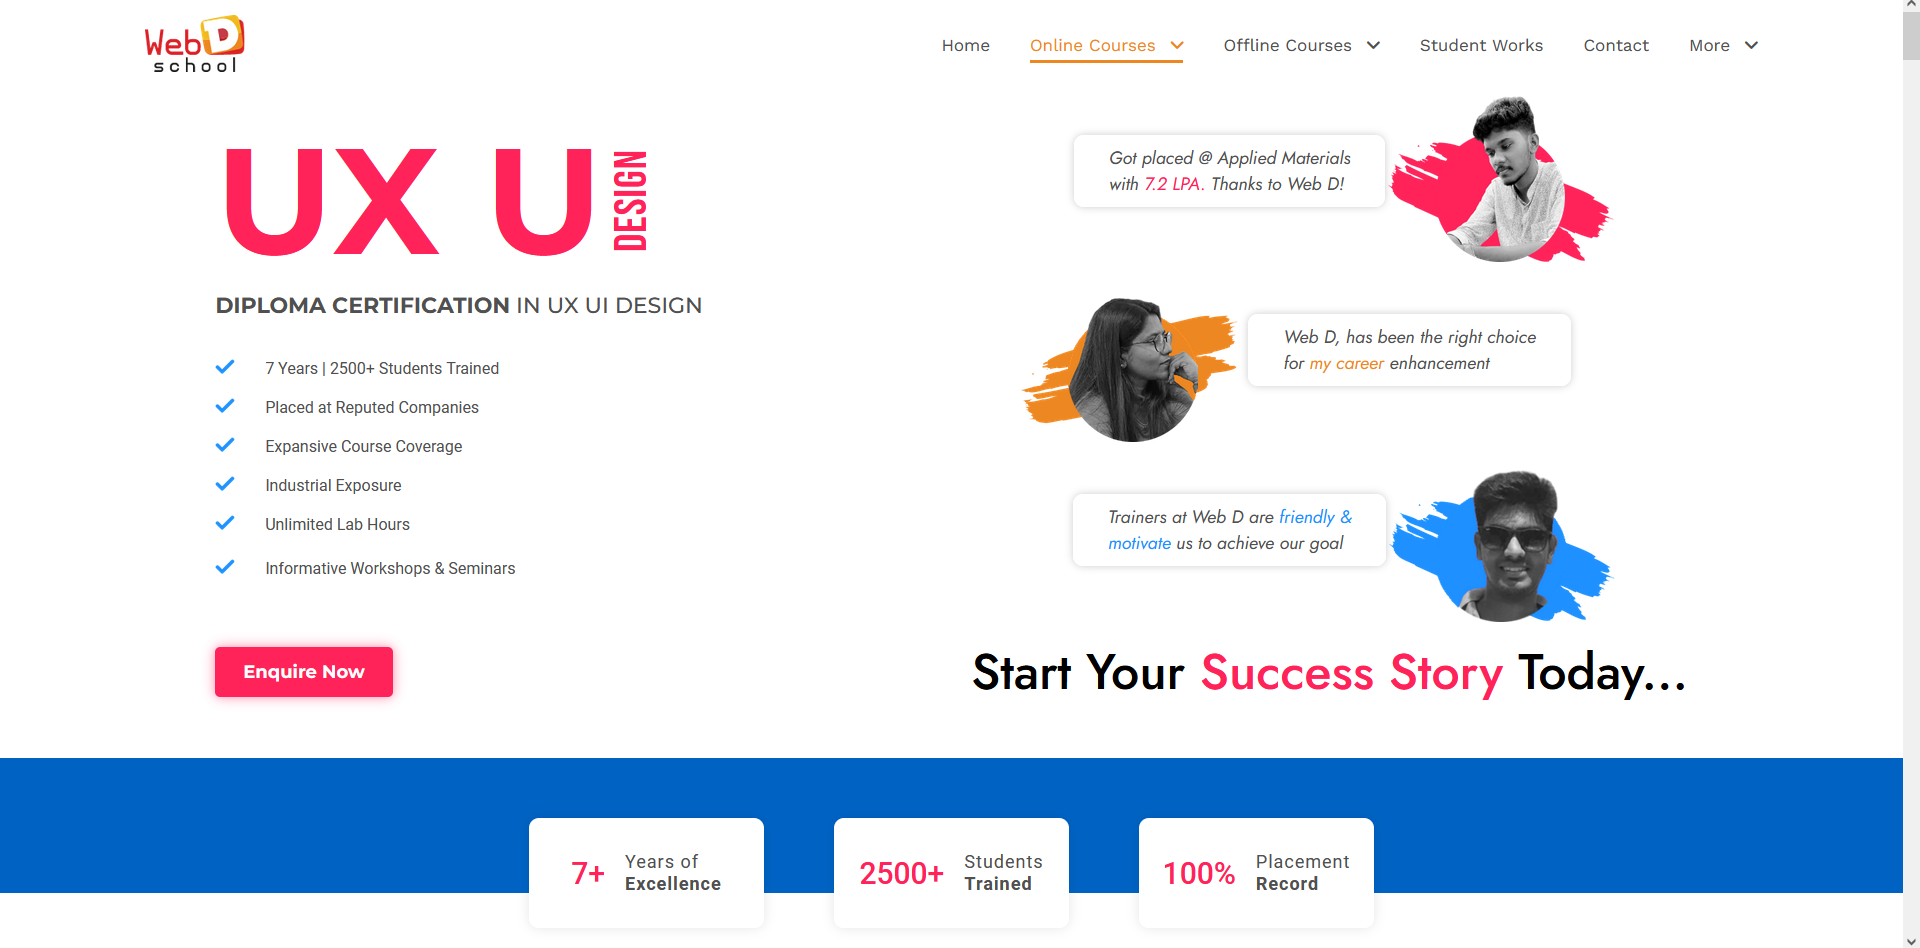 Web D
school
Home
Online Courses
Offline Courses
Student Works
Contact
More
UX U
DESIGN
DIPLOMA CERTIFICATION IN UX UI DESIGN
7 Years | 2500+ Students Trained
Placed at Reputed Companies
Expansive Course Coverage
Industrial Exposure
Unlimited Lab Hours
Informative Workshops & Seminars
Enquire Now
Got placed @ Applied Materials
with 7.2 LPA. Thanks to Web D!
Web D, has been the right choice
for my career enhancement
Trainers at Web D are friendly &
motivate us to achieve our goal
Start Your Success Story Today...
7+
Years of
Excellence
2500+
Students
Trained
100%
Placement
Record